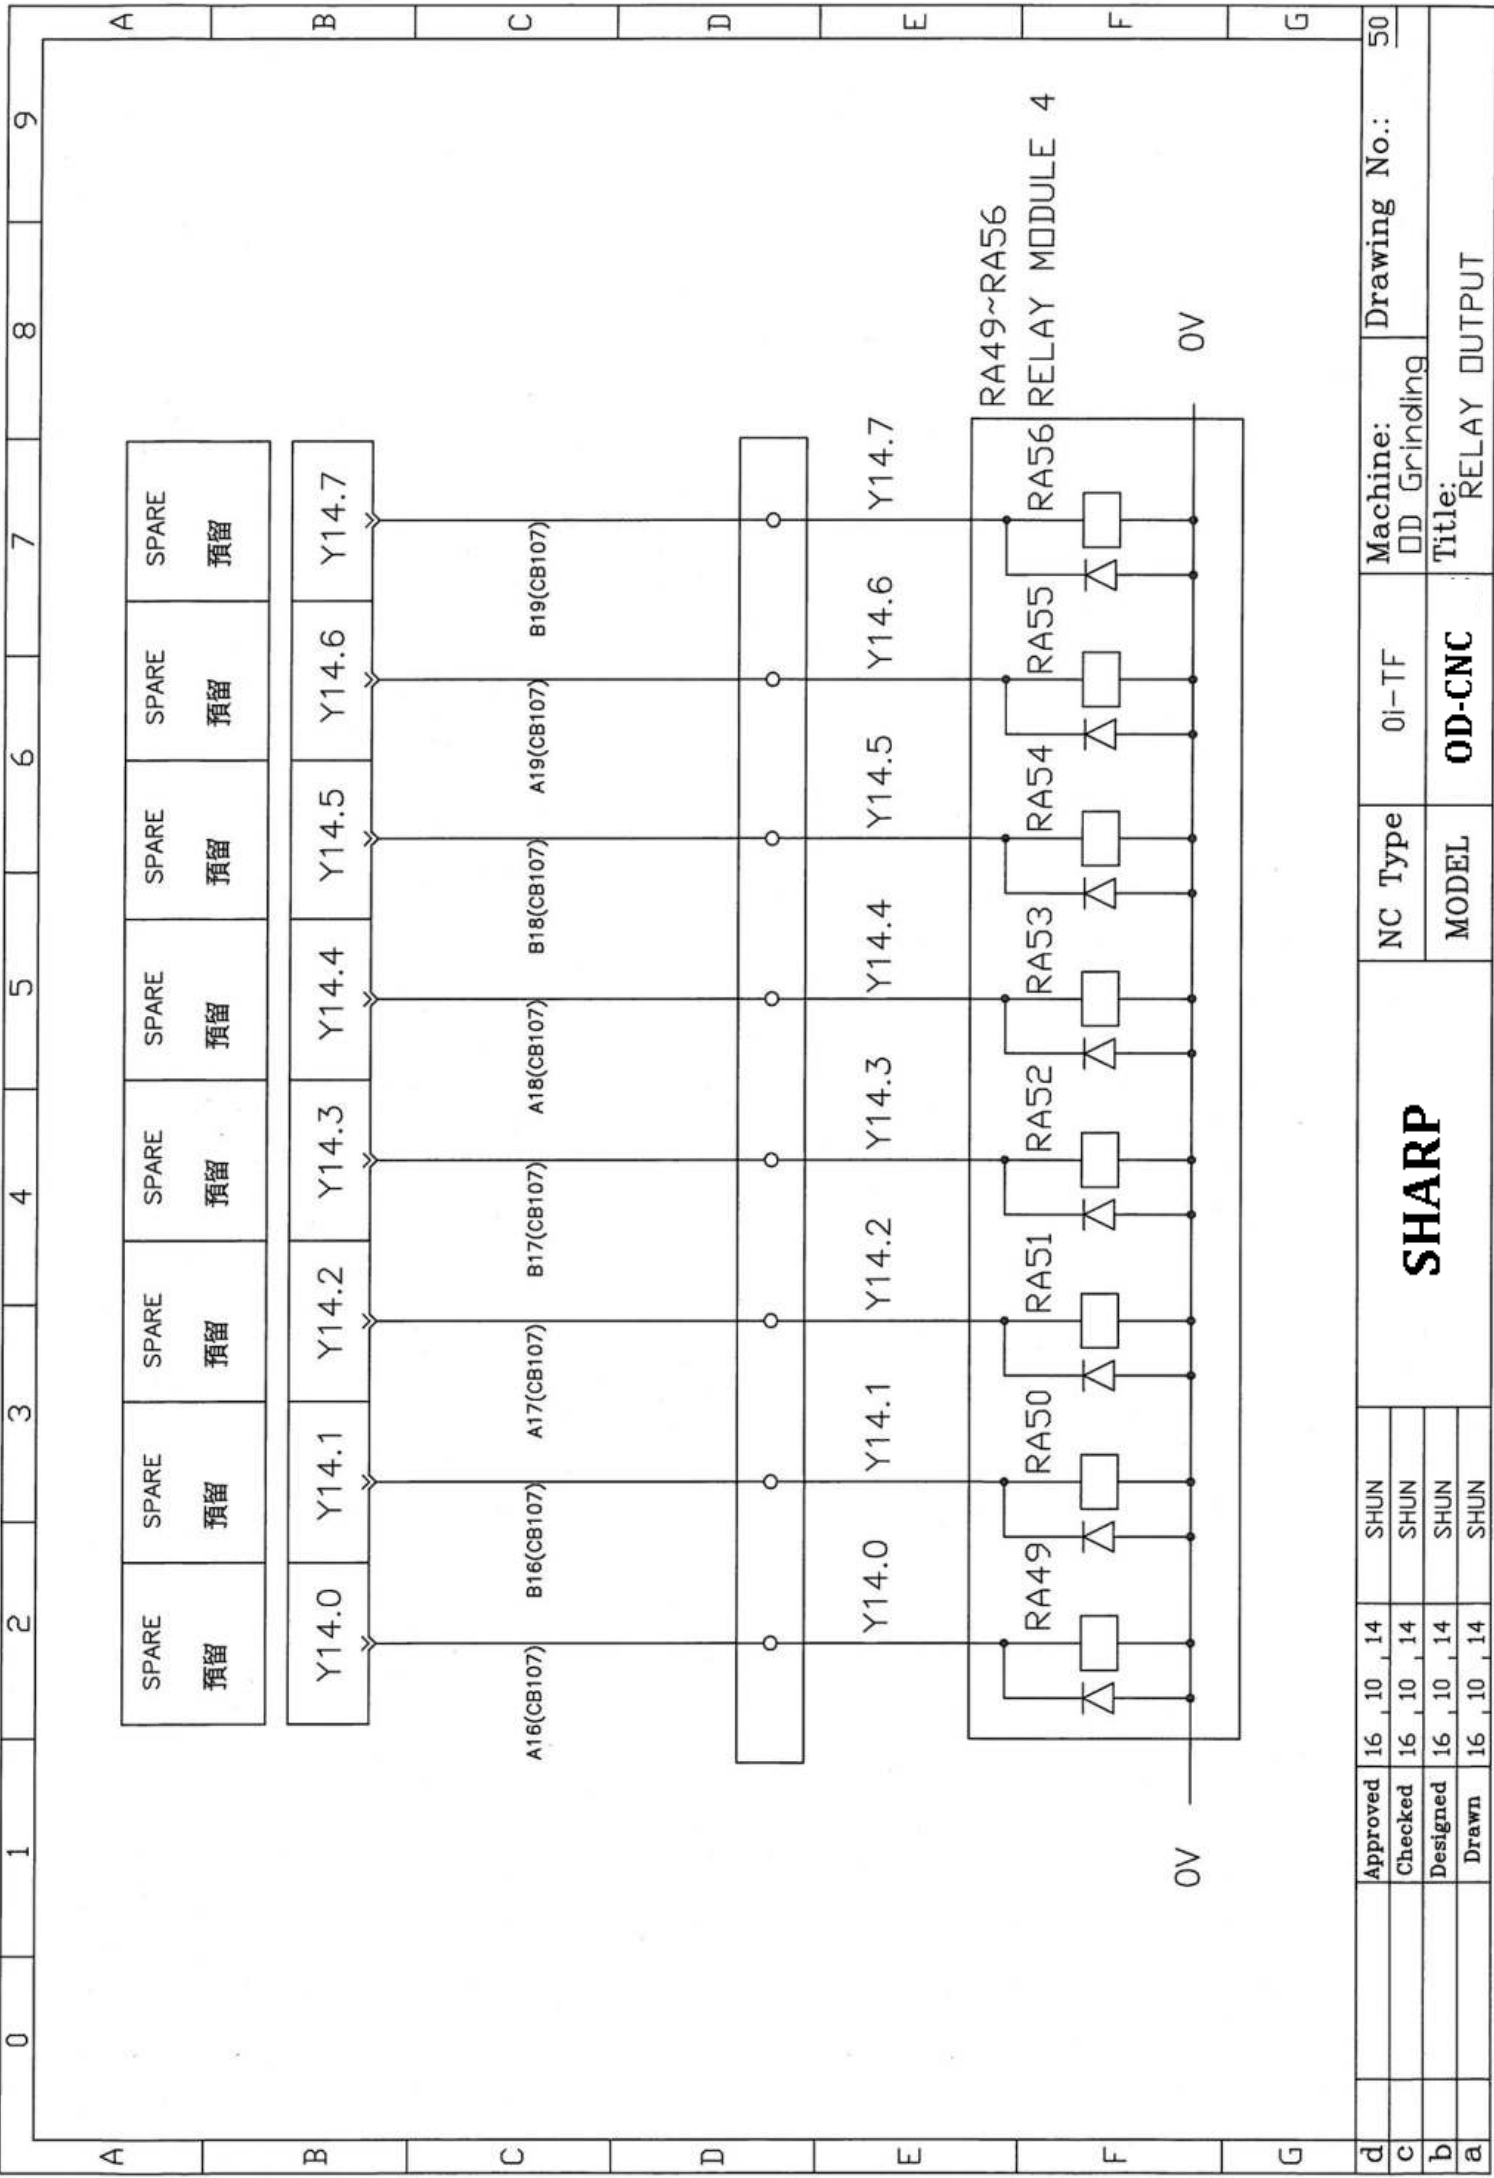 0 1 2 3 4 5 6 7 8 9
A A
B B
C C
D D
E E
F F
G G
SPARE SPARE SPARE SPARE SPARE SPARE SPARE SPARE
預留 預留 預留 預留 預留 預留 預留 預留
Y14.0 Y14.1 Y14.2 Y14.3 Y14.4 Y14.5 Y14.6 Y14.7
A16(CB107) B16(CB107) A17(CB107) B17(CB107) A18(CB107) B18(CB107) A19(CB107) B19(CB107)
Y14.0 Y14.1 Y14.2 Y14.3 Y14.4 Y14.5 Y14.6 Y14.7
RA49~RA56
RELAY MODULE 4
RA49 RA50 RA51 RA52 RA53 RA54 RA55 RA56
0V 0V
d Approved 16 , 10 , 14 SHUN
c Checked 16 , 10 , 14 SHUN
b Designed 16 , 10 , 14 SHUN
a Drawn 16 , 10 , 14 SHUN
SHARP
NC Type 0i-TF
MODEL OD-CNC
Machine:
OD Grinding
Drawing No.: 50
Title:
RELAY OUTPUT